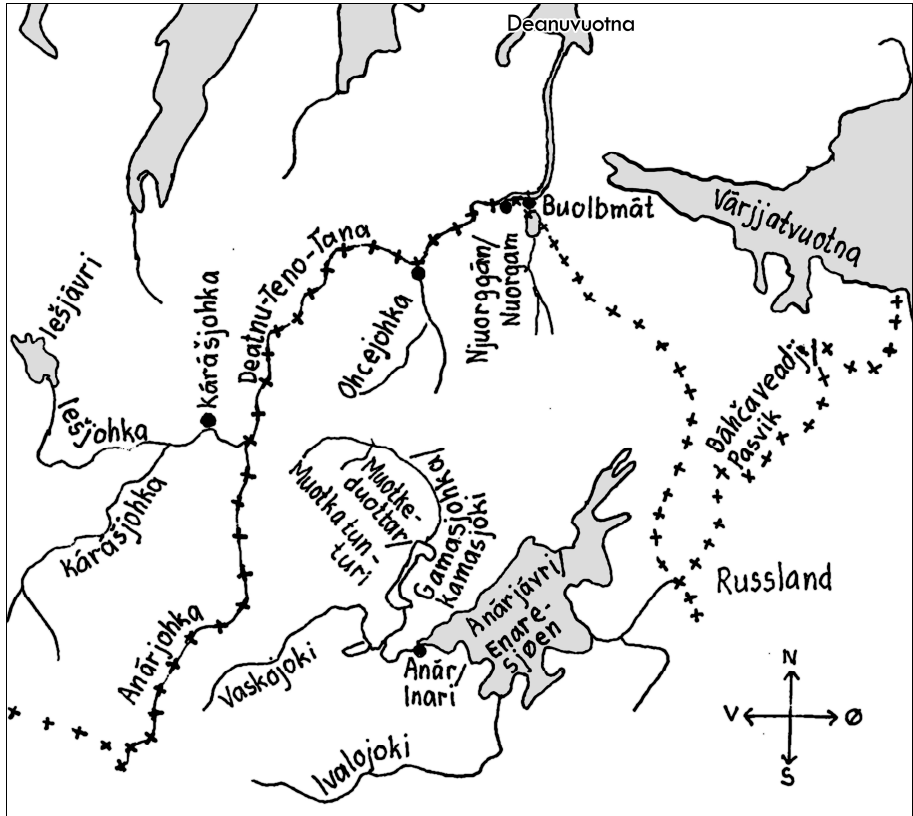 Deanuvuotna
Buolbmát
Várjjatvuotna
Deatnu-Teno-Tana
Iešjávri
Kárášjohka
Njuorggán/
Nuorgam
Ohcejohka
Iešjohka
Báhčaveadji/
Pasvik
Kárášjohka
Muotke-
duottar/
Muotkatun-
turi
Gámasjohka/
Kamasjoki
Anárjávri/
Enare-
sjøen
Russland
Anárjohka
Vaskojoki
Anár/
Inari
Ivalojoki
N
V
Ø
S